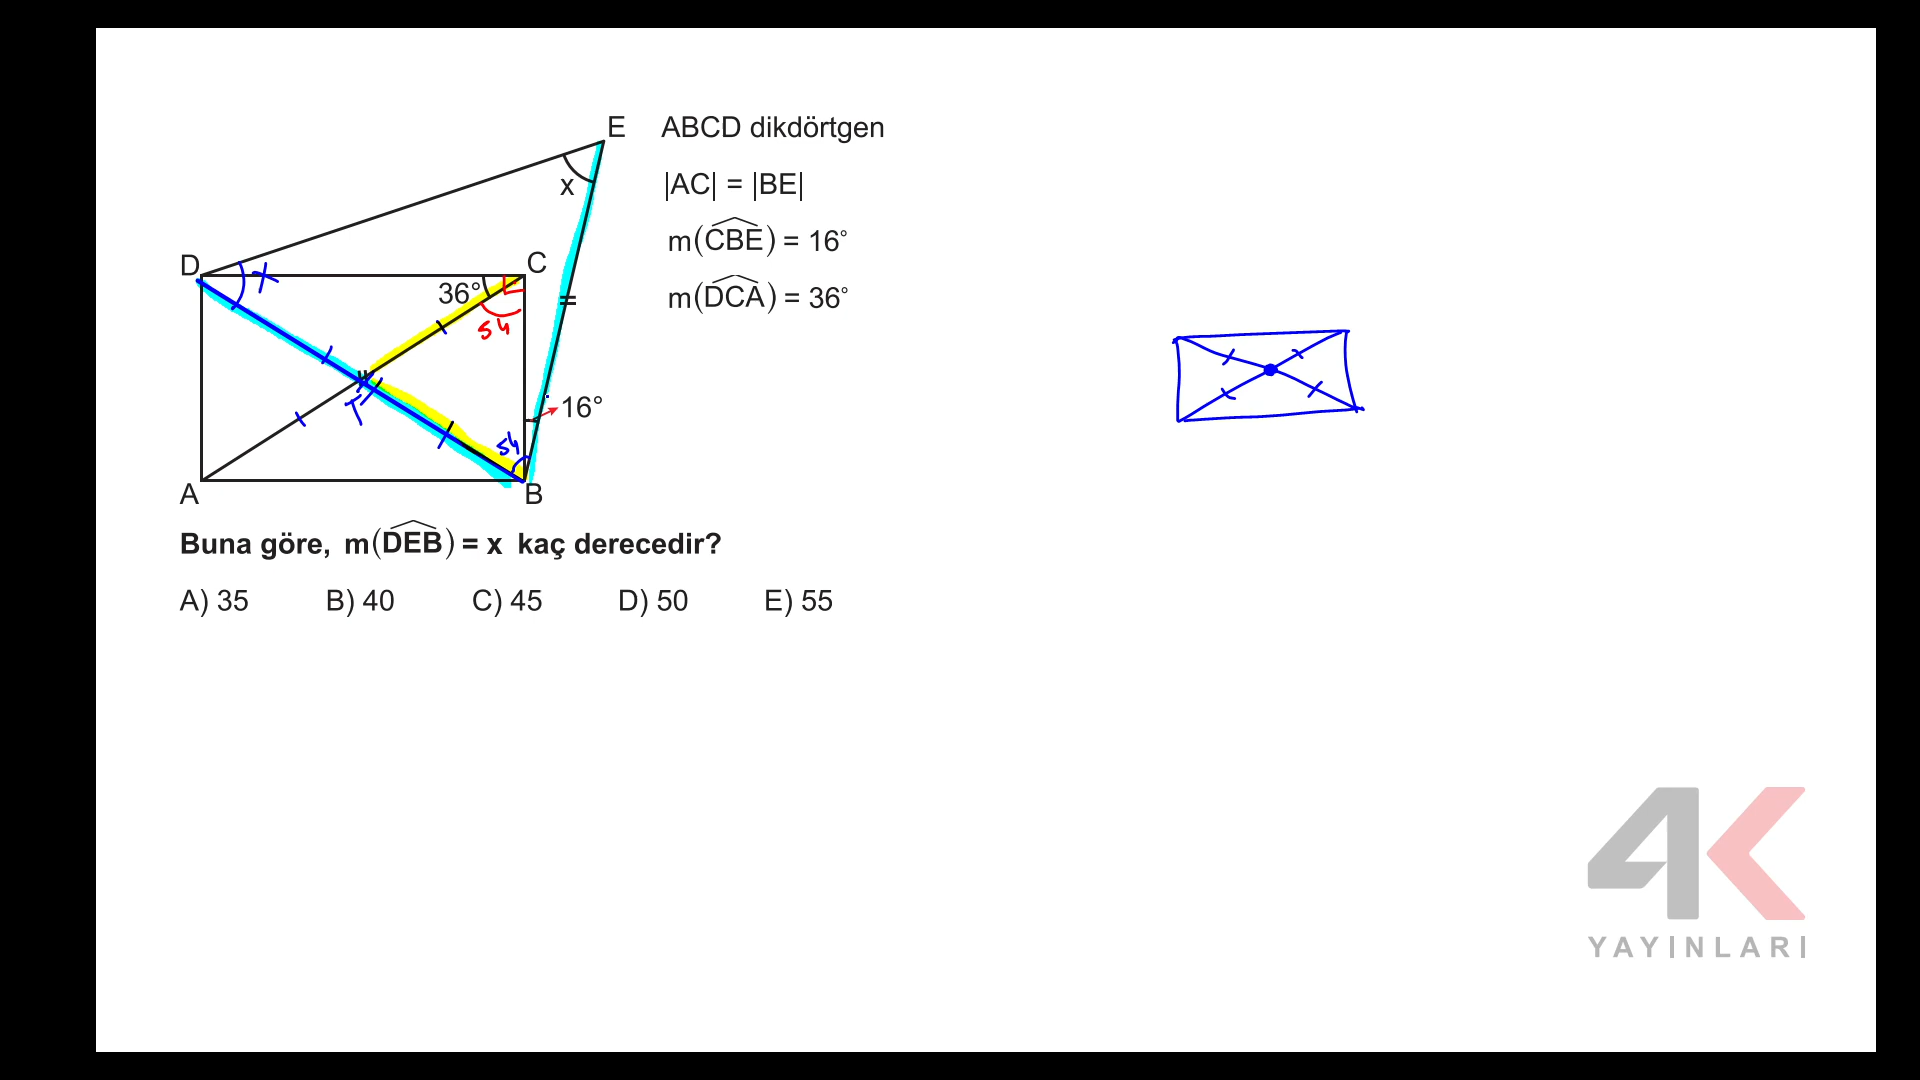 E ABCD dikdörtgen
x |AC| = |BE|
m(CBE) = 16°
D x C
36° m(DCA) = 36°
54
T
16°
54
A B
Buna göre, m(DEB) = x kaç derecedir?
A) 35 B) 40 C) 45 D) 50 E) 55
4K
YAYINLARI